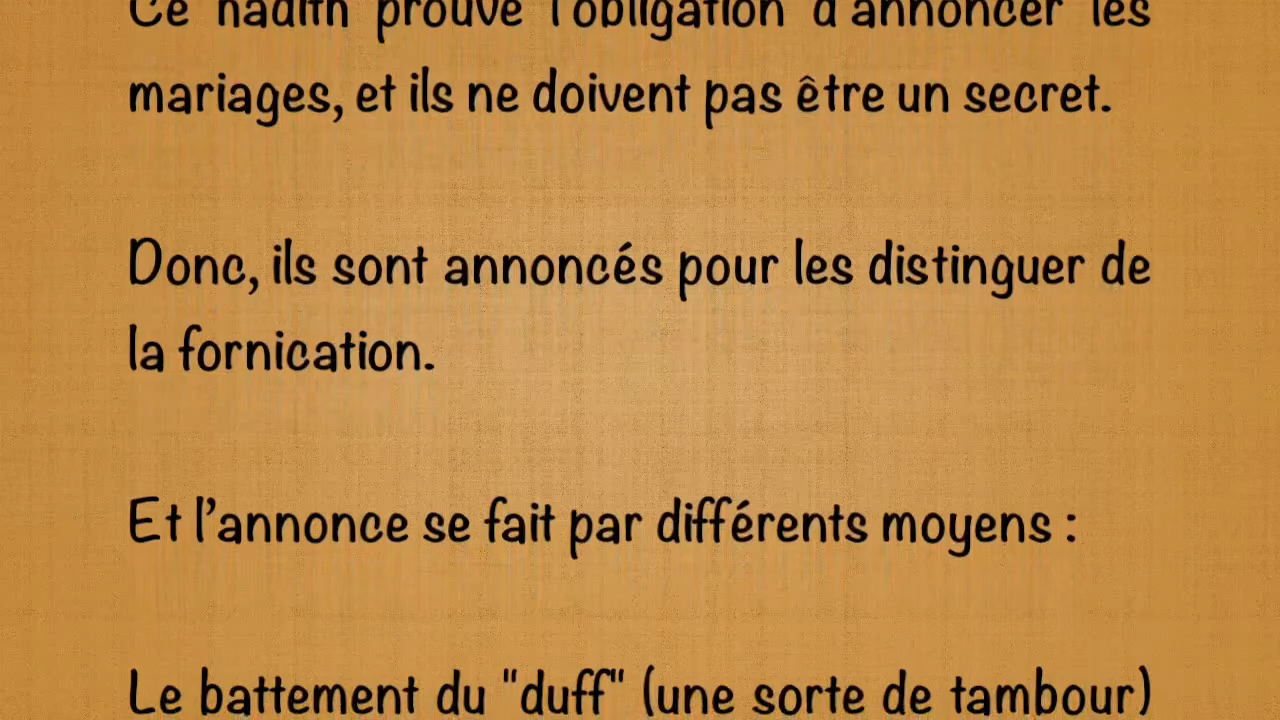 Ce hadith prouve l'obligation d'annoncer les
mariages, et ils ne doivent pas être un secret.
Donc, ils sont annoncés pour les distinguer de
la fornication.
Et l’annonce se fait par différents moyens :
Le battement du "duff" (une sorte de tambour)